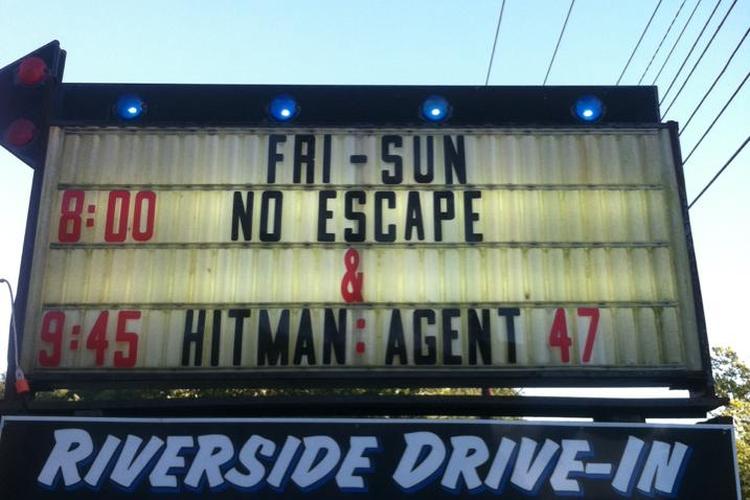 FRI-SUN
8:00 NO ESCAPE
&
9:45 HITMAN: AGENT 47
RIVERSIDE DRIVE-IN